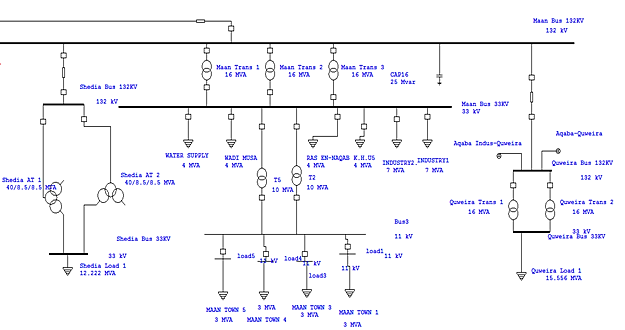 Maan Bus 132KV
132 kV
Maan Trans 1
16 MVA
Maan Trans 2
16 MVA
Maan Trans 3
16 MVA
CAP16
25 Mvar
Shedia Bus 132KV
132 kV
Maan Bus 33KV
33 kV
Aqaba-Quweira
Aqaba Indus-Quweira
WATER SUPPLY
4 MVA
WADI MUSA
4 MVA
RAS EN-NAQAB
4 MVA
K.H.U5
4 MVA
INDUSTRY2
7 MVA
INDUSTRY1
7 MVA
Quweira Bus 132KV
132 kV
Shedia AT 1
40/8.5/8.5 MVA
Shedia AT 2
40/8.5/8.5 MVA
T5
10 MVA
T2
10 MVA
Quweira Trans 1
16 MVA
Quweira Trans 2
16 MVA
Bus3
11 kV
33 kV
Quweira Bus 33KV
Shedia Bus 33KV
33 kV
load5
load4
11 kV
load3
load1
11 kV
11 kV
Shedia Load 1
12.222 MVA
Quweira Load 1
15.556 MVA
MAAN TOWN 5
3 MVA
3 MVA
MAAN TOWN 4
MAAN TOWN 3
3 MVA
MAAN TOWN 1
3 MVA